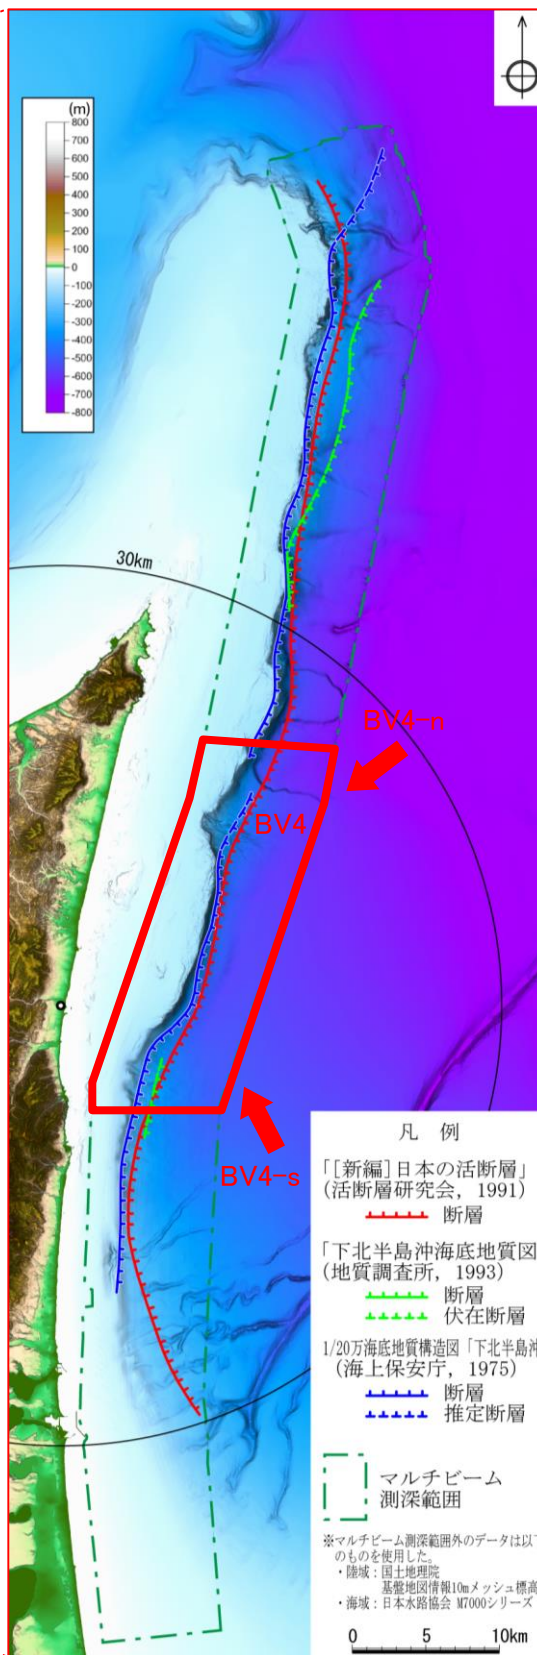 (m)
800
700
600
500
400
300
200
100
0
-100
-200
-300
-400
-500
-600
-700
-800
30km
BV4-n
BV4
BV4-s
凡 例
「[新編]日本の活断層」
(活断層研究会, 1991)
断層
「下北半島沖海底地質図
(地質調査所, 1993)
断層
伏在断層
1/20万海底地質構造図「下北半島沖
(海上保安庁, 1975)
断層
推定断層
マルチビーム
測深範囲
※マルチビーム測深範囲外のデータは以下
のものを使用した。
・陸域：国土地理院
基盤地図情報10mメッシュ標高
・海域：日本水路協会 M7000シリーズ
0 5 10km